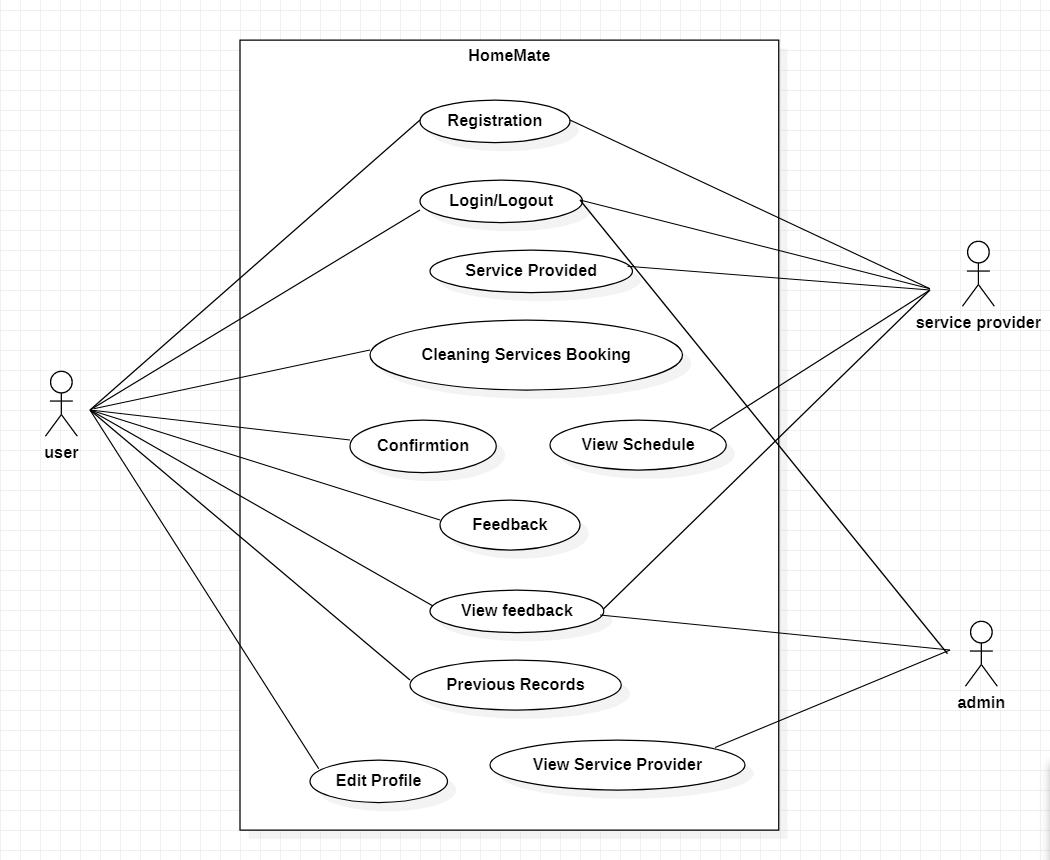 HomeMate
Registration
Login/Logout
Service Provided
service provider
Cleaning Services Booking
user
Confirmtion
View Schedule
Feedback
View feedback
Previous Records
admin
View Service Provider
Edit Profile